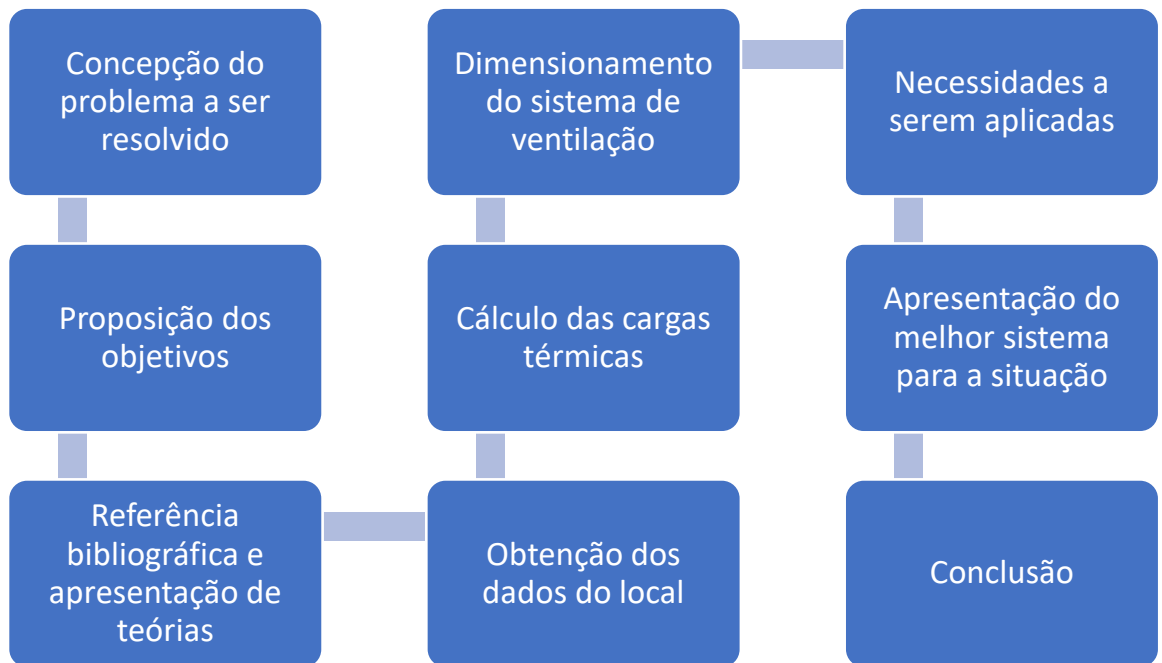 Concepção do
problema a ser
resolvido
Proposição dos
objetivos
Referência
bibliográfica e
apresentação de
teórias
Obtenção dos
dados do local
Cálculo das cargas
térmicas
Dimensionamento
do sistema de
ventilação
Necessidades a
serem aplicadas
Apresentação do
melhor sistema
para a situação
Conclusão